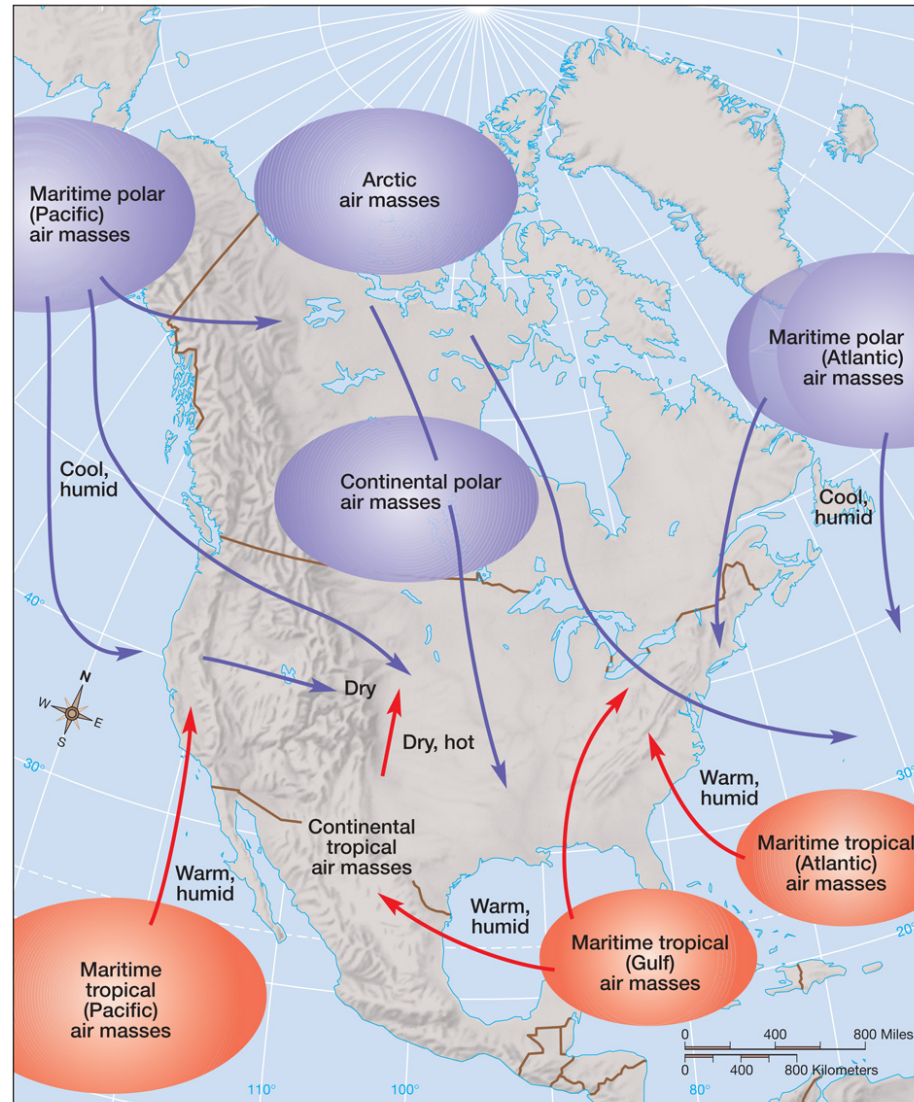 Maritime polar
(Pacific)
air masses
Arctic
air masses
Maritime polar
(Atlantic)
air masses
Cool,
humid
Continental polar
air masses
Cool,
humid
40°
N
W
E
S
Dry
Dry, hot
30°
30°
Warm,
humid
Continental
tropical
air masses
Maritime tropical
(Atlantic)
air masses
Warm,
humid
Warm,
humid
20°
Maritime tropical
(Gulf)
air masses
Maritime
tropical
(Pacific)
air masses
0 400 800 Miles
0 400 800 Kilometers
110°
100°
80°